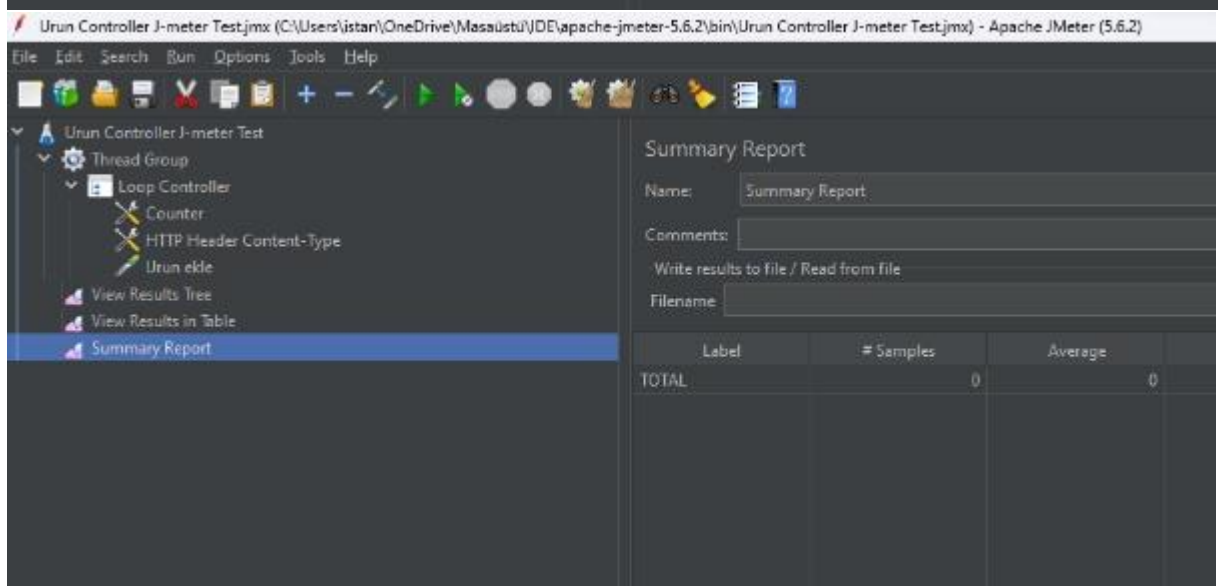 Urun Controller J-meter Test.jmx (C:\Users\istan\OneDrive\Masaüstü\IDE\apache-jmeter-5.6.2\bin\Urun Controller J-meter Test.jmx) - Apache JMeter (5.6.2)
File Edit Search Run Options Tools Help
Urun Controller J-meter Test
Thread Group
Loop Controller
Counter
HTTP Header Content-Type
Urun ekle
View Results Tree
View Results in Table
Summary Report
Summary Report
Name: Summary Report
Comments:
Write results to file / Read from file
Filename
Label # Samples Average
TOTAL 0 0